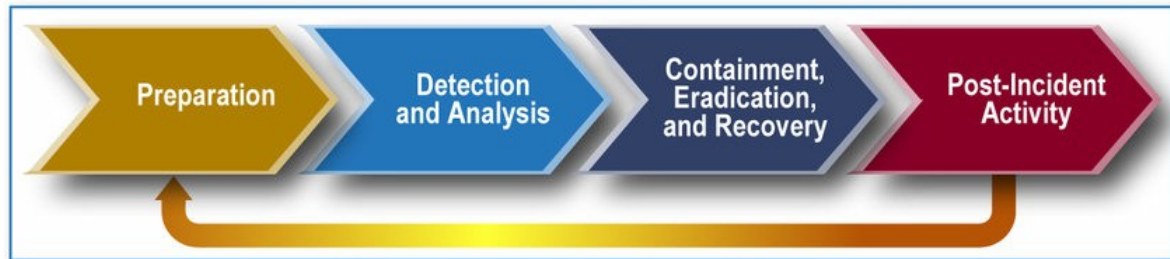 Preparation
Detection
and Analysis
Containment,
Eradication,
and Recovery
Post-Incident
Activity